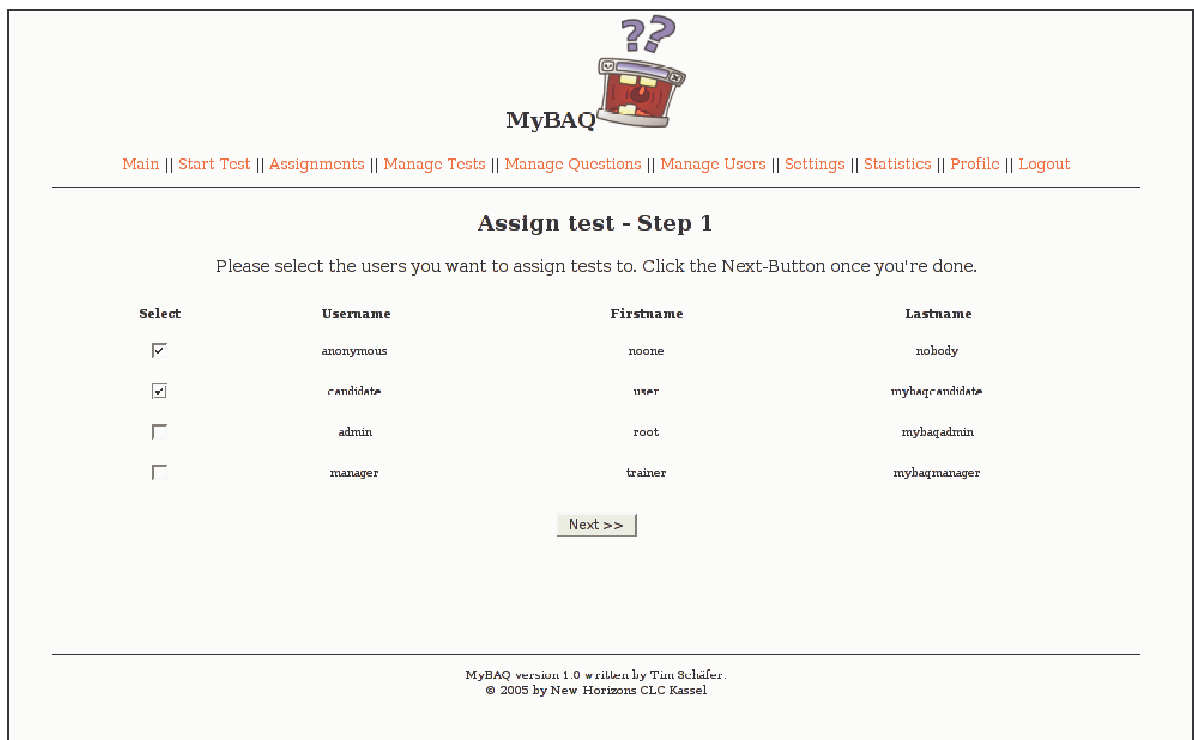 ??
MyBAQ
Main || Start Test || Assignments || Manage Tests || Manage Questions || Manage Users || Settings || Statistics || Profile || Logout
Assign test - Step 1
Please select the users you want to assign tests to. Click the Next-Button once you're done.
Select Username Firstname Lastname
anonymous noone nobody
candidate user mybaqcandidate
admin root mybaqadmin
manager trainer mybaqmanager
Next >>
MyBAQ version 1.0 written by Tim Schäfer.
© 2005 by New Horizons CLC Kassel